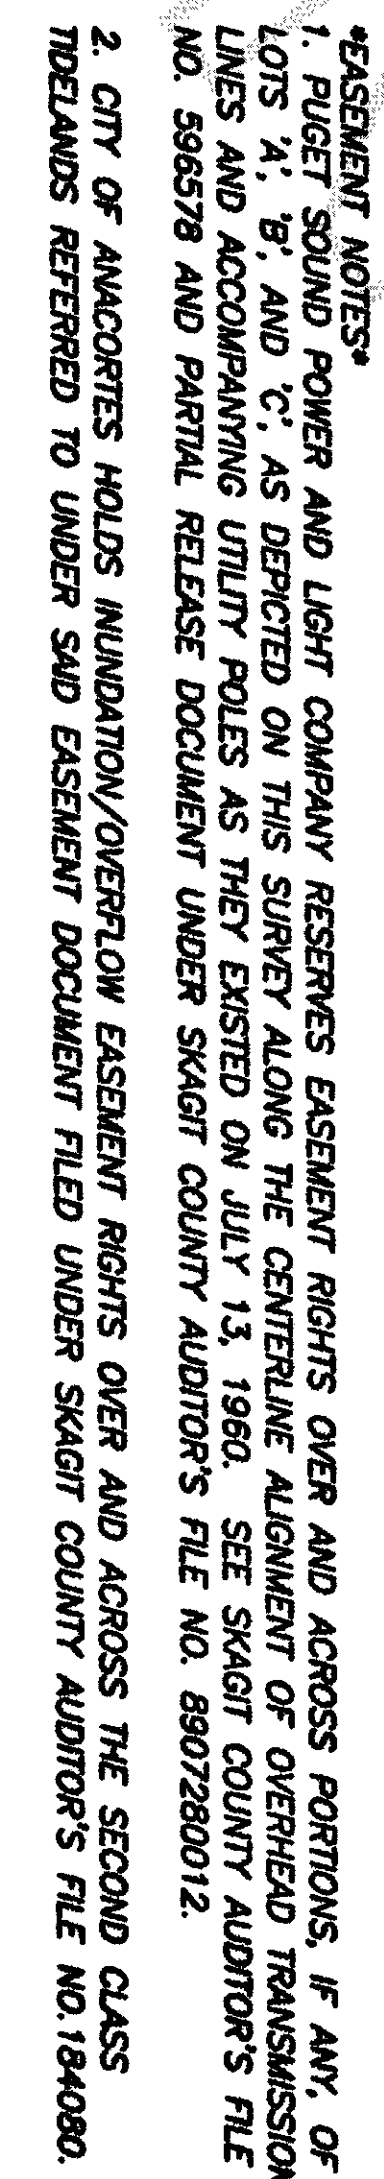 *EASEMENT NOTES*
1. PUGET SOUND POWER AND LIGHT COMPANY RESERVES EASEMENT RIGHTS OVER AND ACROSS PORTIONS, IF ANY, OF
LOTS 'A', 'B', AND 'C', AS DEPICTED ON THIS SURVEY ALONG THE CENTERLINE ALIGNMENT OF OVERHEAD TRANSMISSION
LINES AND ACCOMPANYING UTILITY POLES AS THEY EXISTED ON JULY 13, 1960. SEE SKAGIT COUNTY AUDITOR'S FILE
NO. 596578 AND PARTIAL RELEASE DOCUMENT UNDER SKAGIT COUNTY AUDITOR'S FILE NO. 8907280012.
2. CITY OF ANACORTES HOLDS INUNDATION/OVERFLOW EASEMENT RIGHTS OVER AND ACROSS THE SECOND CLASS
TIDELANDS REFERRED TO UNDER SAID EASEMENT DOCUMENT FILED UNDER SKAGIT COUNTY AUDITOR'S FILE NO.184080.